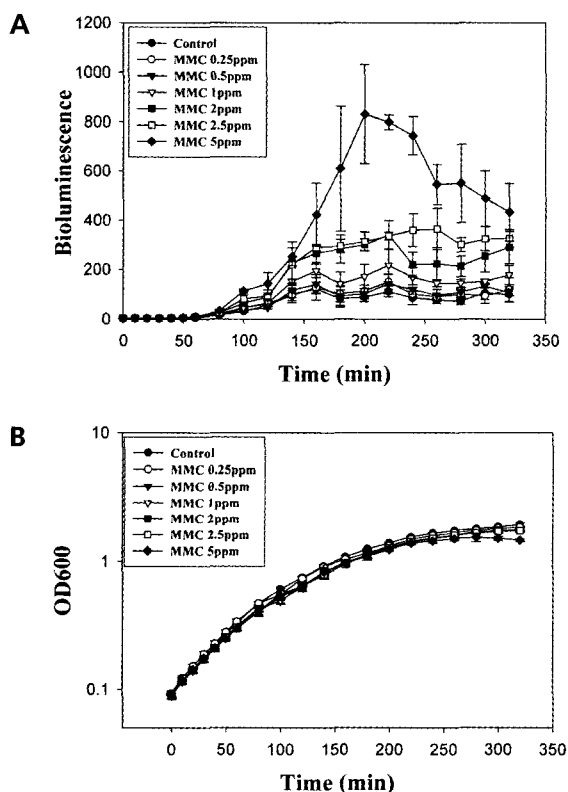 A
1200
1000
800
600
400
200
0
Bioluminescence
Control
MMC 0.25ppm
MMC 0.5ppm
MMC 1ppm
MMC 2ppm
MMC 2.5ppm
MMC 5ppm
0 50 100 150 200 250 300 350
Time (min)
B
10
1
0.1
OD600
Control
MMC 0.25ppm
MMC 0.5ppm
MMC 1ppm
MMC 2ppm
MMC 2.5ppm
MMC 5ppm
0 50 100 150 200 250 300 350
Time (min)